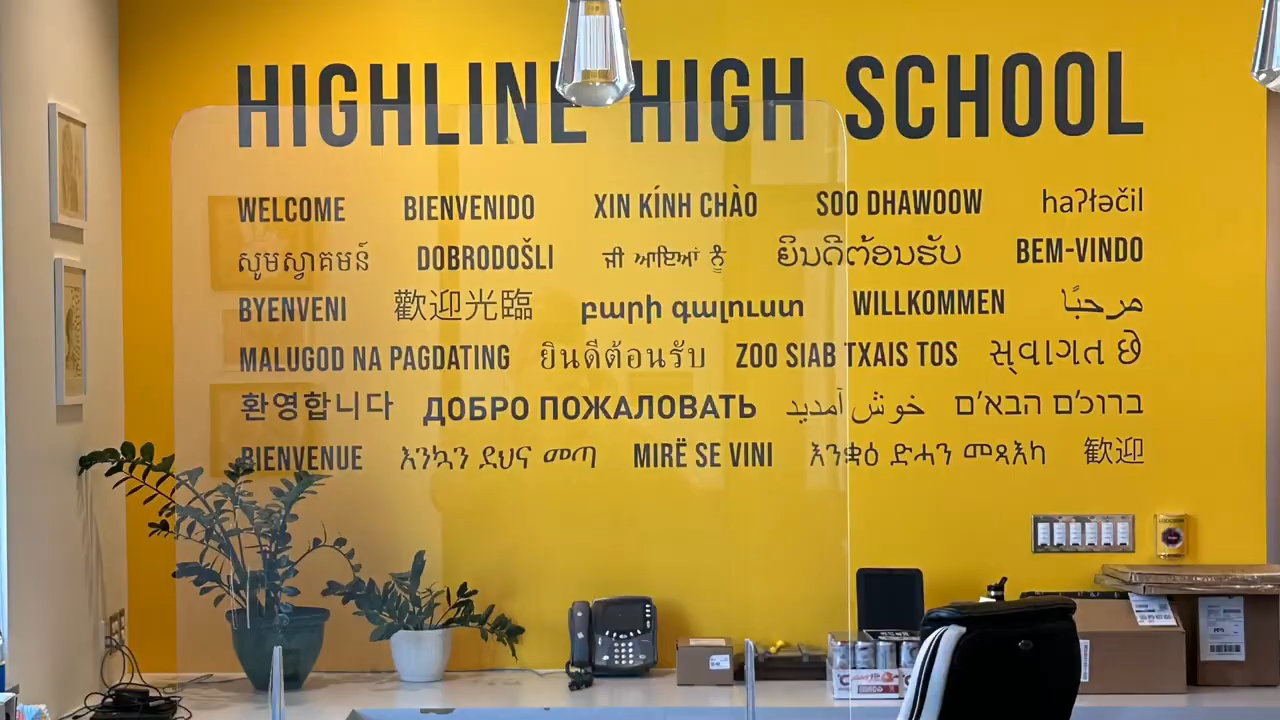 HIGHLINE HIGH SCHOOL
WELCOME BIENVENIDO XIN KÍNH CHÀO SOO DHAWOOW haʔłəčil
សូមស្វាគមន៍ DOBRODOŠLI ਜੀ ਆਇਆਂ ਨੂੰ ຍິນດີຕ້ອນຮັບ BEM-VINDO
BYENVENI 歡迎光臨 բարի գալուստ WILLKOMMEN مرحبًا
MALUGOD NA PAGDATING ยินดีต้อนรับ ZOO SIAB TXAIS TOS સ્વાગત છે
환영합니다 ДОБРО ПОЖАЛОВАТЬ خوش آمدید ברוכים הבאים
BIENVENUE እንኳን ደህና መጣ MIRË SE VINI እንቋዕ ድሓን መጻእካ 歡迎